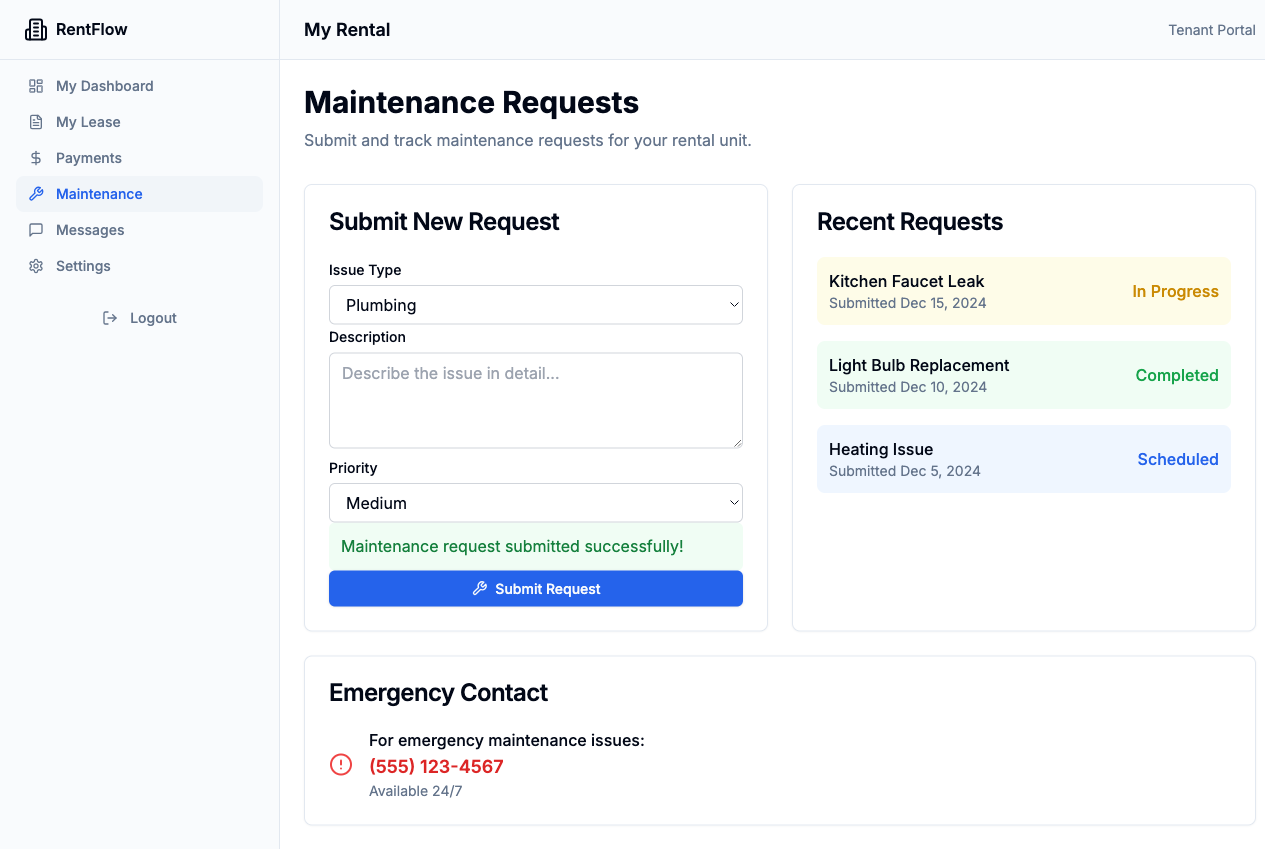 RentFlow
My Rental
Tenant Portal
My Dashboard
My Lease
Payments
Maintenance
Messages
Settings
Logout
Maintenance Requests
Submit and track maintenance requests for your rental unit.
Submit New Request
Issue Type
Plumbing
Description
Describe the issue in detail...
Priority
Medium
Maintenance request submitted successfully!
Submit Request
Recent Requests
Kitchen Faucet Leak
Submitted Dec 15, 2024
In Progress
Light Bulb Replacement
Submitted Dec 10, 2024
Completed
Heating Issue
Submitted Dec 5, 2024
Scheduled
Emergency Contact
For emergency maintenance issues:
(555) 123-4567
Available 24/7